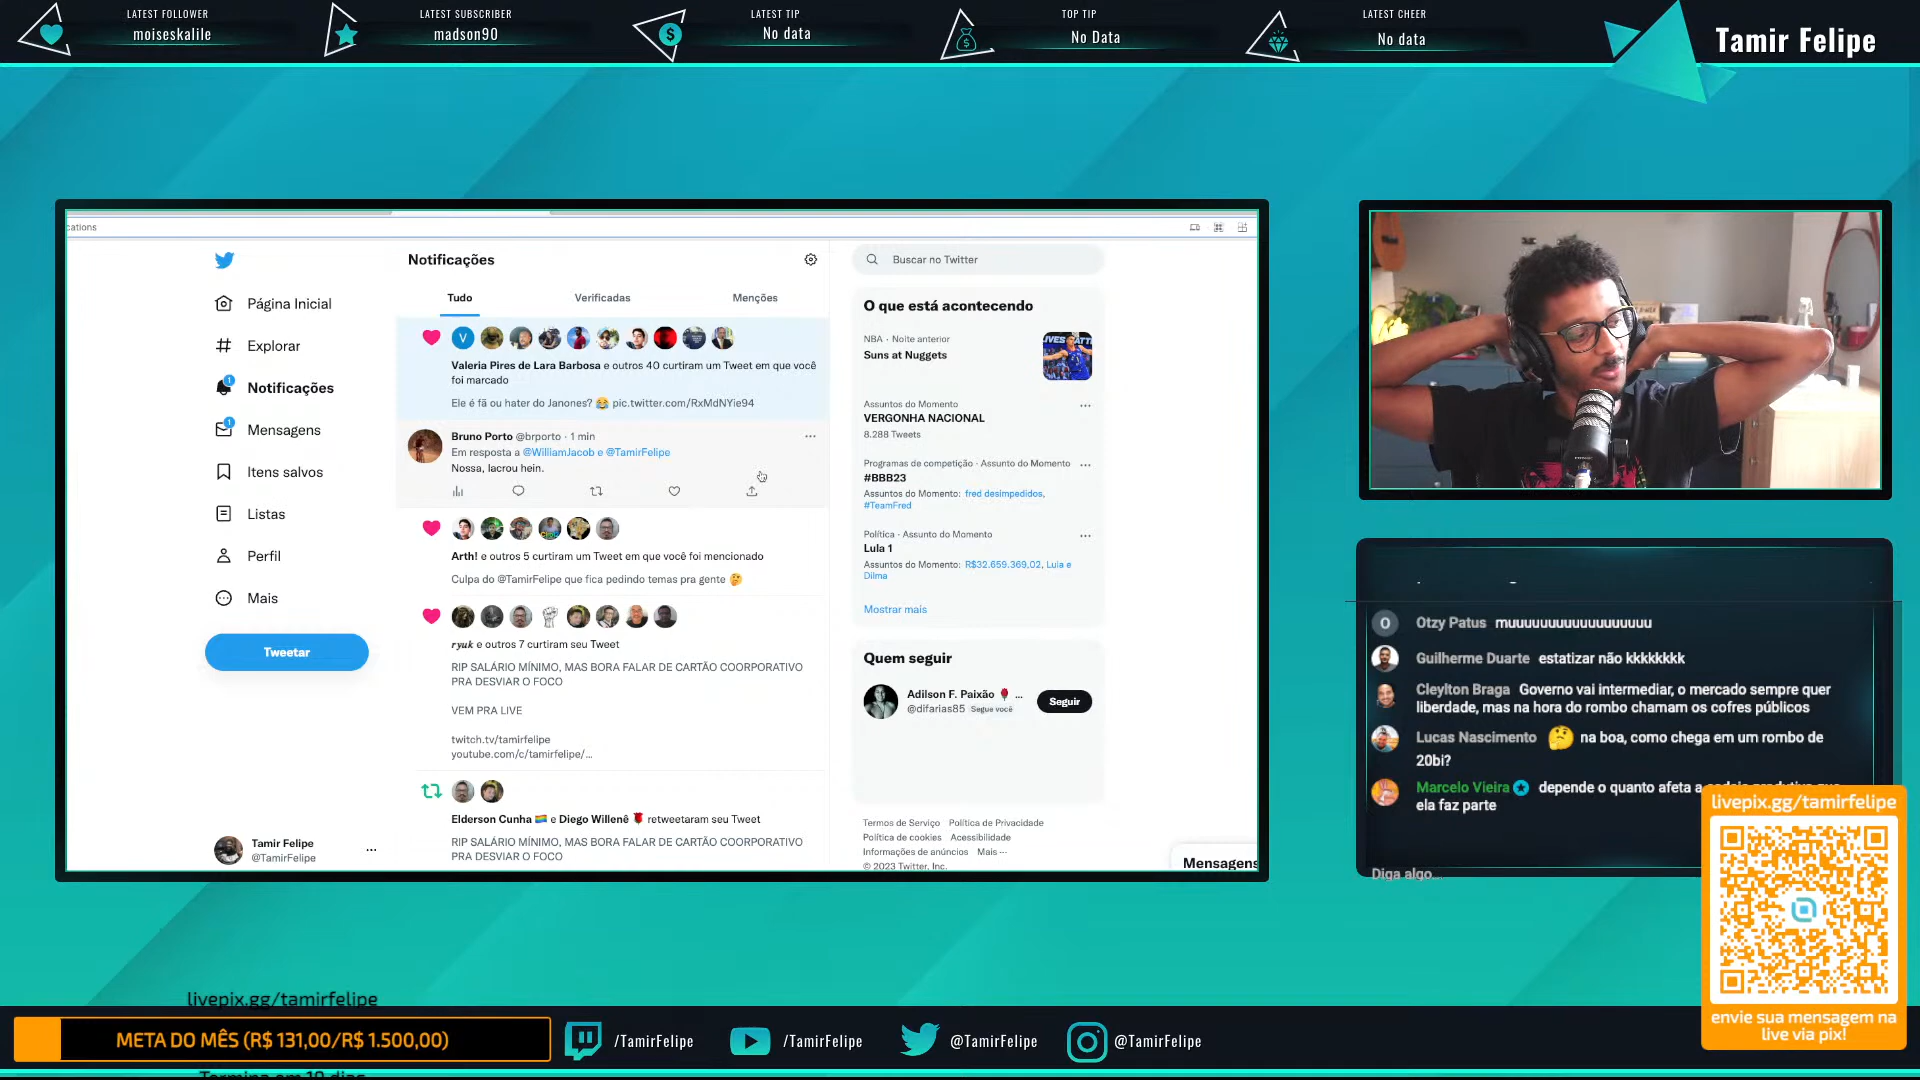 LATEST FOLLOWER
moiseskalile
LATEST SUBSCRIBER
madson90
LATEST TIP
No data
TOP TIP
No Data
LATEST CHEER
No data
Tamir Felipe
cations
Página Inicial
Explorar
1
Notificações
1
Mensagens
Itens salvos
Listas
Perfil
Mais
Tweetar
Tamir Felipe
@TamirFelipe
Notificações
Tudo
Verificadas
Menções
V
Valeria Pires de Lara Barbosa e outros 40 curtiram um Tweet em que você
foi marcado
Ele é fã ou hater do Janones? 😂 pic.twitter.com/RxMdNYie94
Bruno Porto @brporto · 1 min
Em resposta a @WilliamJacob e @TamirFelipe
Nossa, lacrou hein.
Arth! e outros 5 curtiram um Tweet em que você foi mencionado
Culpa do @TamirFelipe que fica pedindo temas pra gente 🤔
ryuk e outros 7 curtiram seu Tweet
RIP SALÁRIO MÍNIMO, MAS BORA FALAR DE CARTÃO COORPORATIVO
PRA DESVIAR O FOCO
VEM PRA LIVE
twitch.tv/tamirfelipe
youtube.com/c/tamirfelipe/...
Elderson Cunha 🏳️‍🌈 e Diego Willenê 🌹 retweetaram seu Tweet
RIP SALÁRIO MÍNIMO, MAS BORA FALAR DE CARTÃO COORPORATIVO
PRA DESVIAR O FOCO
Buscar no Twitter
O que está acontecendo
NBA · Noite anterior
Suns at Nuggets
Assuntos do Momento
VERGONHA NACIONAL
8.288 Tweets
Programas de competição · Assunto do Momento
#BBB23
Assuntos do Momento: fred desimpedidos,
#TeamFred
Política · Assunto do Momento
Lula 1
Assuntos do Momento: R$32.659.369,02, Lula e
Dilma
Mostrar mais
Quem seguir
Adilson F. Paixão 🌹 ...
@difarias85 Segue você
Seguir
Termos de Serviço Política de Privacidade
Política de cookies Acessibilidade
Informações de anúncios Mais ···
© 2023 Twitter, Inc.
Mensagens
O
Otzy Patus muuuuuuuuuuuuuuuuuu
Guilherme Duarte estatizar não kkkkkkkk
Cleylton Braga Governo vai intermediar, o mercado sempre quer
liberdade, mas na hora do rombo chamam os cofres públicos
Lucas Nascimento 🤔 na boa, como chega em um rombo de
20bi?
Marcelo Vieira depende o quanto afeta a cadeia produtiva que
ela faz parte
Diga algo...
livepix.gg/tamirfelipe
envie sua mensagem na
live via pix!
livepix.gg/tamirfelipe
META DO MÊS (R$ 131,00/R$ 1.500,00)
Termina em 19 dias
/TamirFelipe
/TamirFelipe
@TamirFelipe
@TamirFelipe